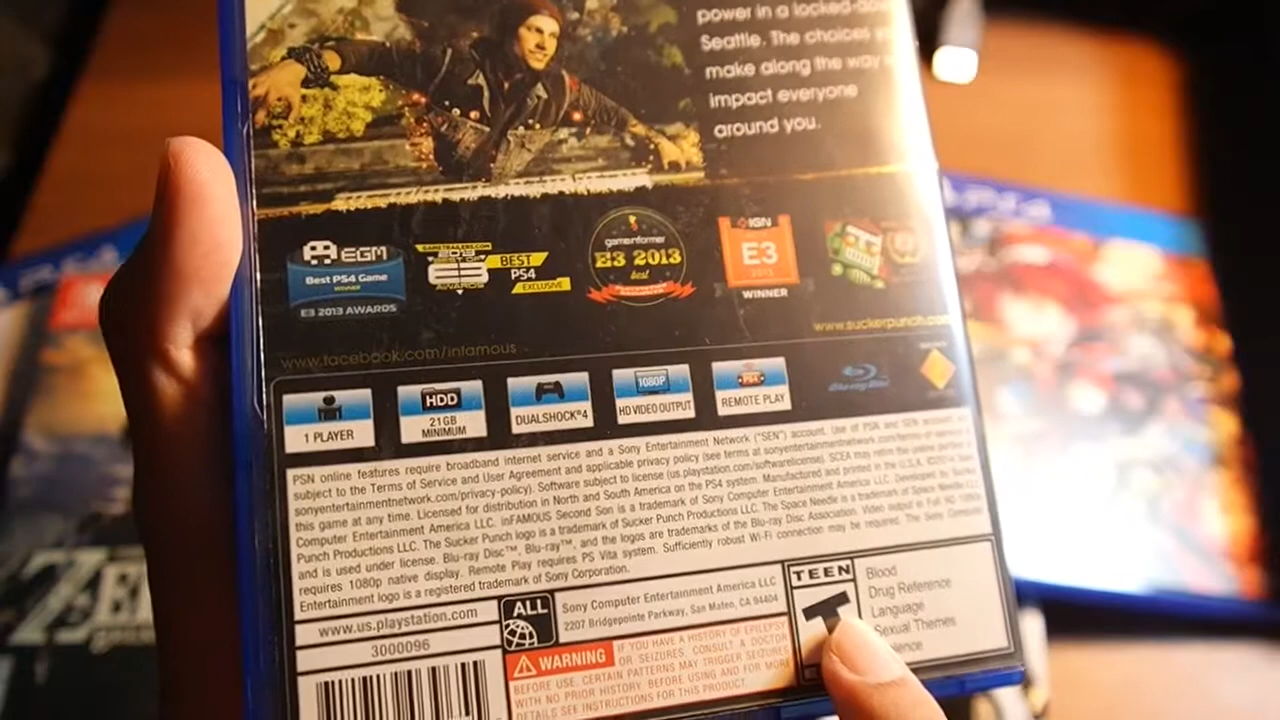 power in a locked-do
Seattle. The choices y
make along the way
impact everyone
around you.
EGM
Best PS4 Game
WINNER
E3 2013 AWARDS
GAMETRAILERS.COM
2013
BEST OF
E3
AWARDS
BEST
PS4
EXCLUSIVE
gameinformer
E3 2013
best
IGN
E3
2013
WINNER
www.suckerpunch.com
www.facebook.com/infamous
1 PLAYER
HDD
21GB
MINIMUM
DUALSHOCK®4
1080P
HD VIDEO OUTPUT
PS4
REMOTE PLAY
Blu-ray Disc
PSN online features require broadband internet service and a Sony Entertainment Network ("SEN") account. Use of PSN and SEN account
subject to the Terms of Service and User Agreement and applicable privacy policy (see terms at sonyentertainmentnetwork.com/terms-of-service
sonyentertainmentnetwork.com/privacy-policy). Software subject to license (us.playstation.com/softwarelicense). SCEA may retire the online portion
this game at any time. Licensed for distribution in North and South America on the PS4 system. Manufactured and printed in the U.S.A.
Computer Entertainment America LLC. inFAMOUS Second Son is a trademark of Sony Computer Entertainment America LLC. Developed by Sucker
Punch Productions LLC. The Sucker Punch logo is a trademark of Sucker Punch Productions LLC. The Space Needle is a trademark of Space Needle
and is used under license. Blu-ray Disc™, Blu-ray™, and the logos are trademarks of the Blu-ray Disc Association. Video output in Full HD 1080p
requires 1080p native display. Remote Play requires PS Vita system. Sufficiently robust Wi-Fi connection may be required. The Sony Computer
Entertainment logo is a registered trademark of Sony Corporation.
www.us.playstation.com
3000096
ALL
Sony Computer Entertainment America LLC
2207 Bridgepointe Parkway, San Mateo, CA 94404
WARNING
IF YOU HAVE A HISTORY OF EPILEPSY
OR SEIZURES, CONSULT A DOCTOR
BEFORE USE. CERTAIN PATTERNS MAY TRIGGER SEIZURES
WITH NO PRIOR HISTORY. BEFORE USING AND FOR MORE
DETAILS SEE INSTRUCTIONS FOR THIS PRODUCT.
TEEN
T
Blood
Drug Reference
Language
Sexual Themes
ence
PS4